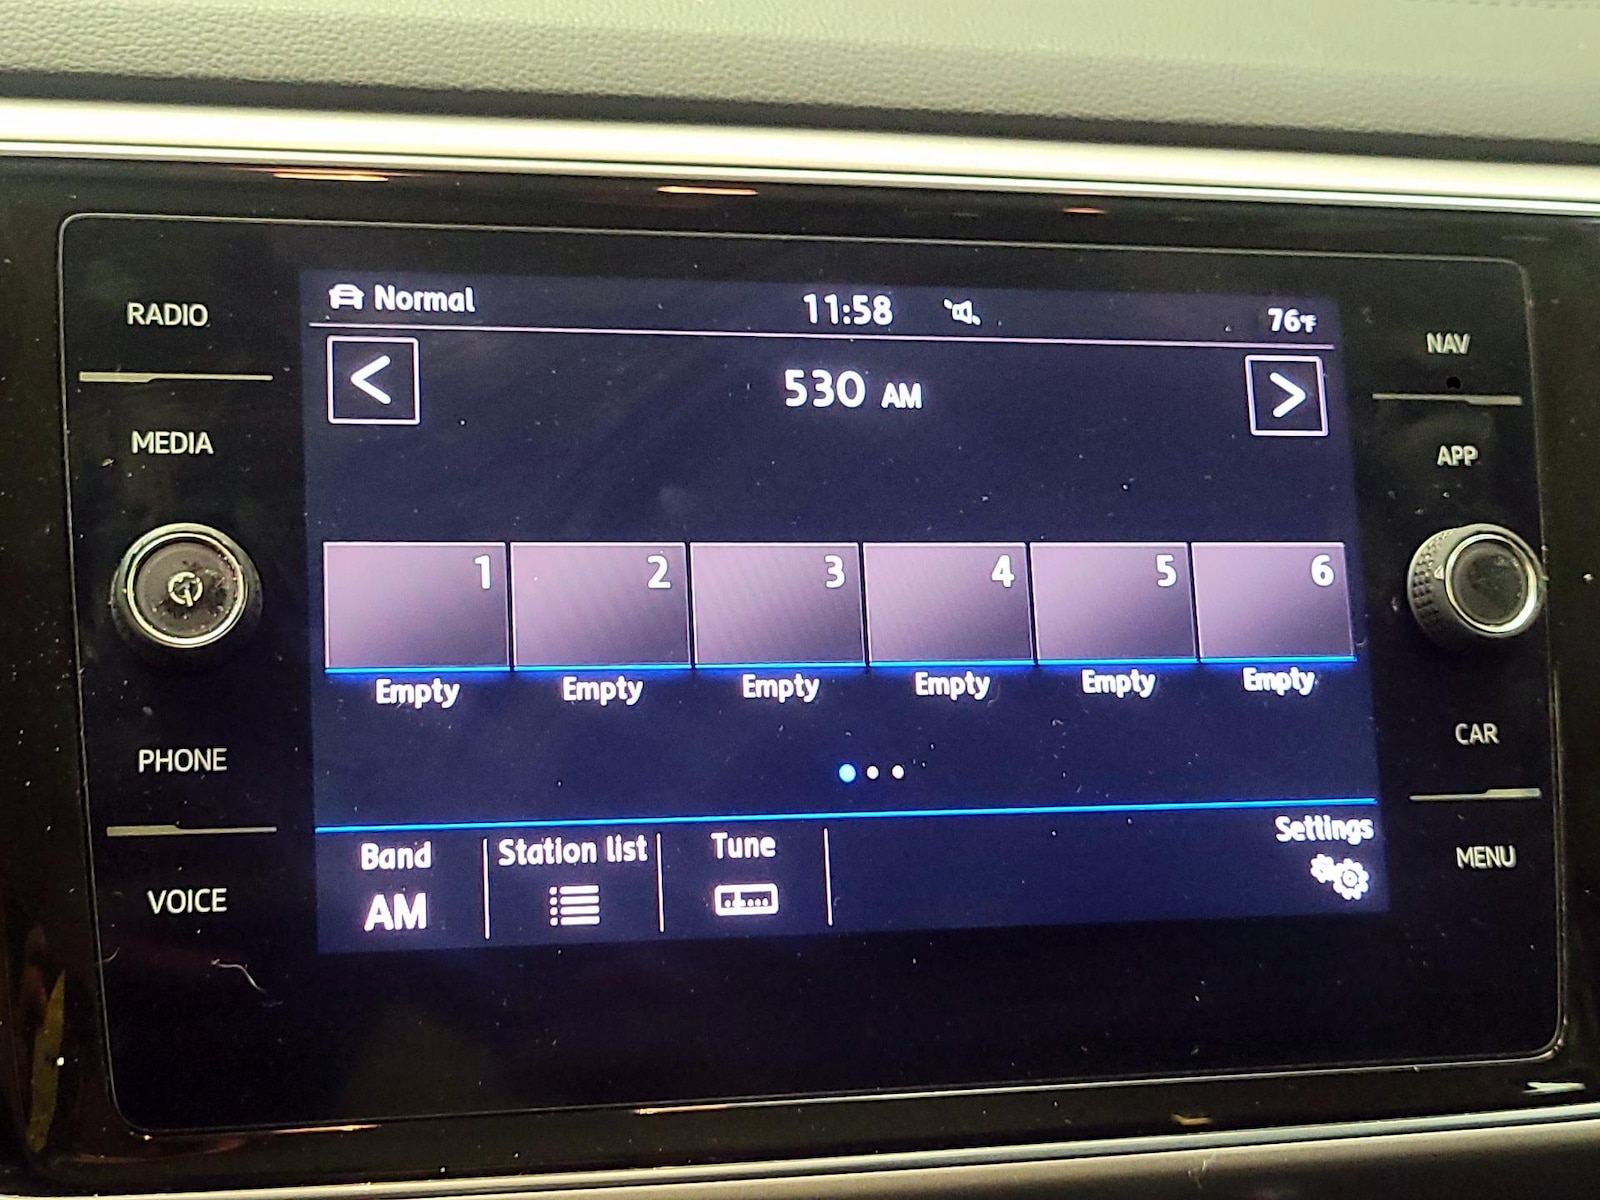 RADIO
MEDIA
PHONE
VOICE
Normal
11:58
76°F
<
530 AM
>
1
2
3
4
5
6
Empty
Empty
Empty
Empty
Empty
Empty
Band
AM
Station list
Tune
Settings
NAV
APP
CAR
MENU